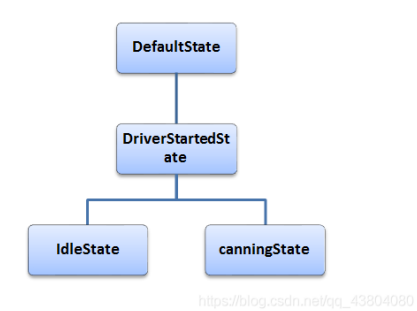 DefaultState
DriverStartedSt
ate
IdleState
canningState
https://blog.csdn.net/qq_43804080